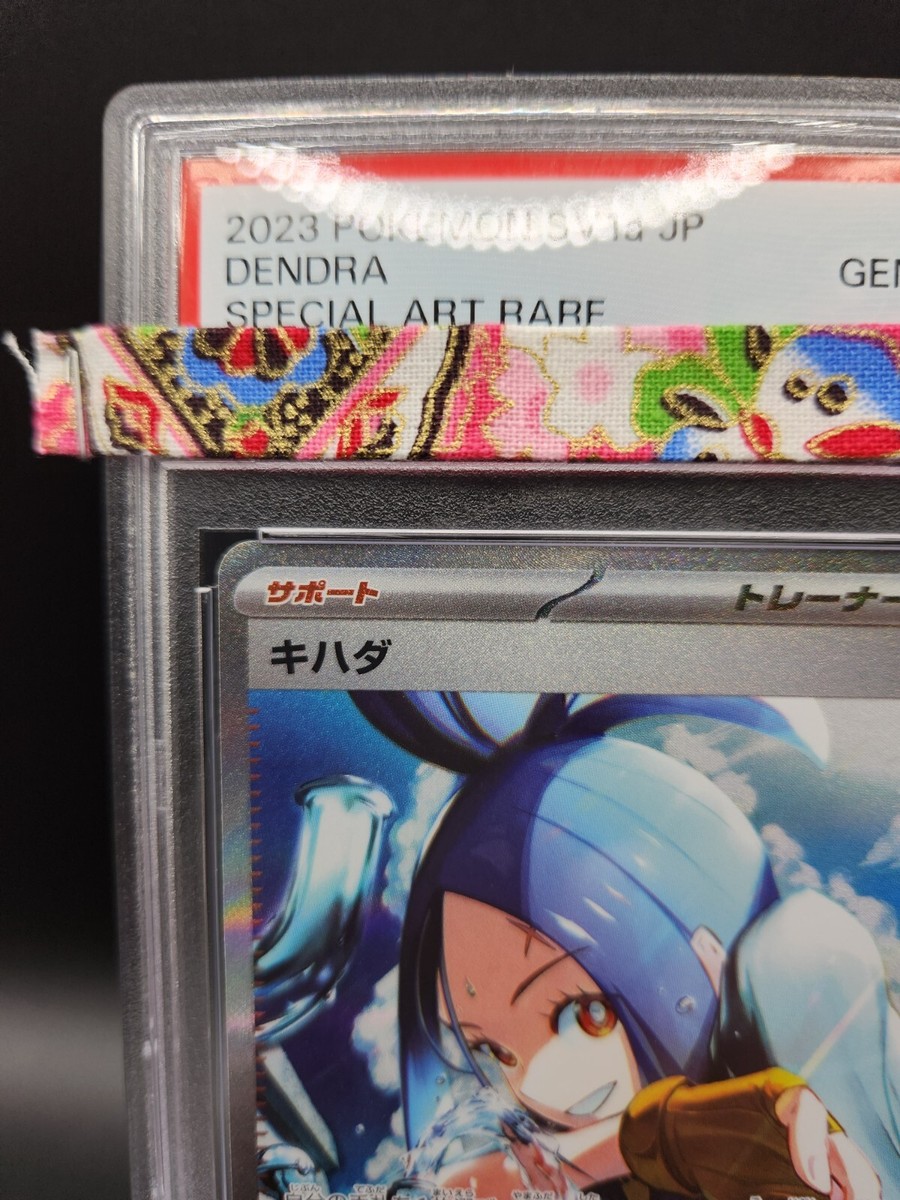 2023 POKEMON SV1a JP
DENDRA
GEM
SPECIAL ART RARE
サポート
トレーナー
キハダ